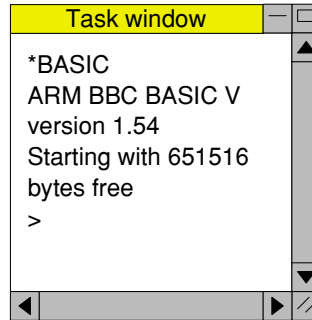 Task window
*BASIC
ARM BBC BASIC V
version 1.54
Starting with 651516
bytes free
>